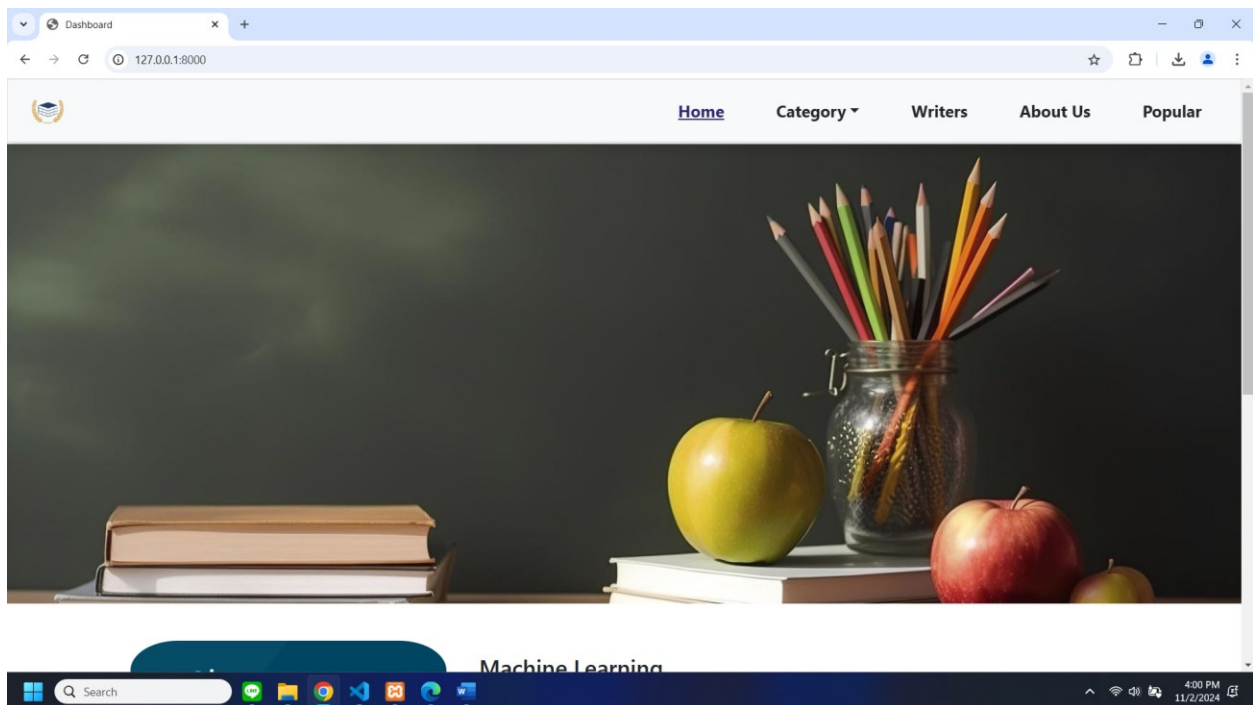 Dashboard
127.0.0.1:8000
Home Category Writers About Us Popular
Machine Learning
Search
4:00 PM
11/2/2024